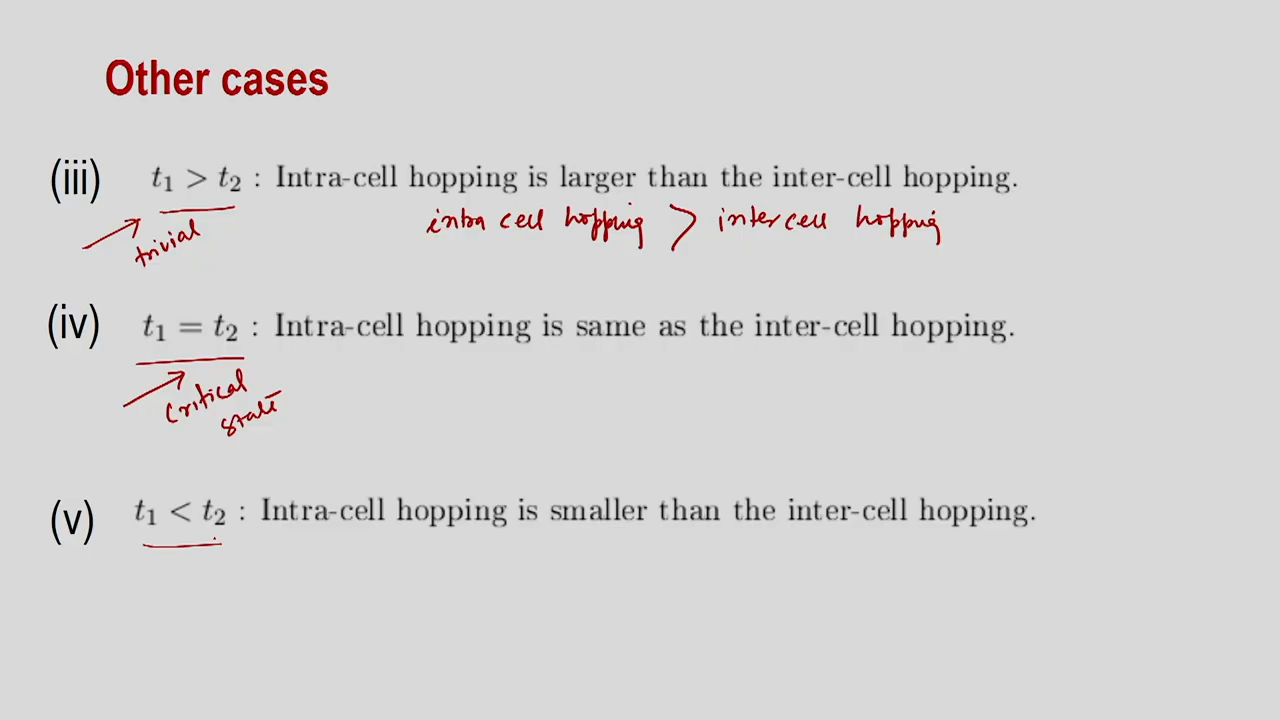 Other cases
(iii) t₁ > t₂ : Intra-cell hopping is larger than the inter-cell hopping.
trivial
intra cell hopping > inter cell hopping
(iv) t₁ = t₂ : Intra-cell hopping is same as the inter-cell hopping.
Critical
state
(v) t₁ < t₂ : Intra-cell hopping is smaller than the inter-cell hopping.